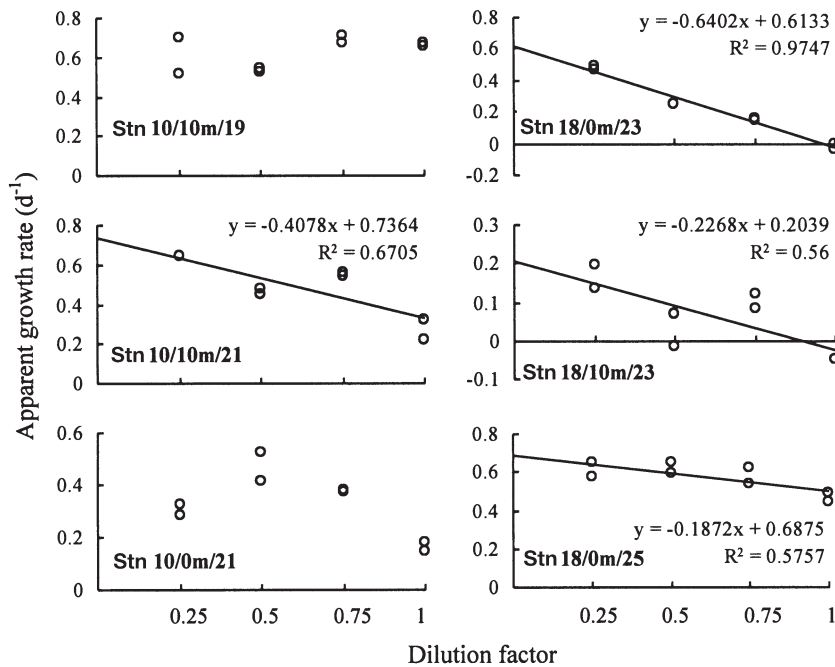 0.8
0.6
0.4
0.2
0
Stn 10/10m/19
0.8
0.6
0.4
0.2
0
-0.2
y = -0.6402x + 0.6133
R² = 0.9747
Stn 18/0m/23
0.8
0.6
0.4
0.2
0
y = -0.4078x + 0.7364
R² = 0.6705
Stn 10/10m/21
0.3
0.2
0.1
0
-0.1
y = -0.2268x + 0.2039
R² = 0.56
Stn 18/10m/23
0.6
0.4
0.2
0
Stn 10/0m/21
0.8
0.6
0.4
0.2
0
y = -0.1872x + 0.6875
R² = 0.5757
Stn 18/0m/25
0.25 0.5 0.75 1
0.25 0.5 0.75 1
Apparent growth rate (d⁻¹)
Dilution factor